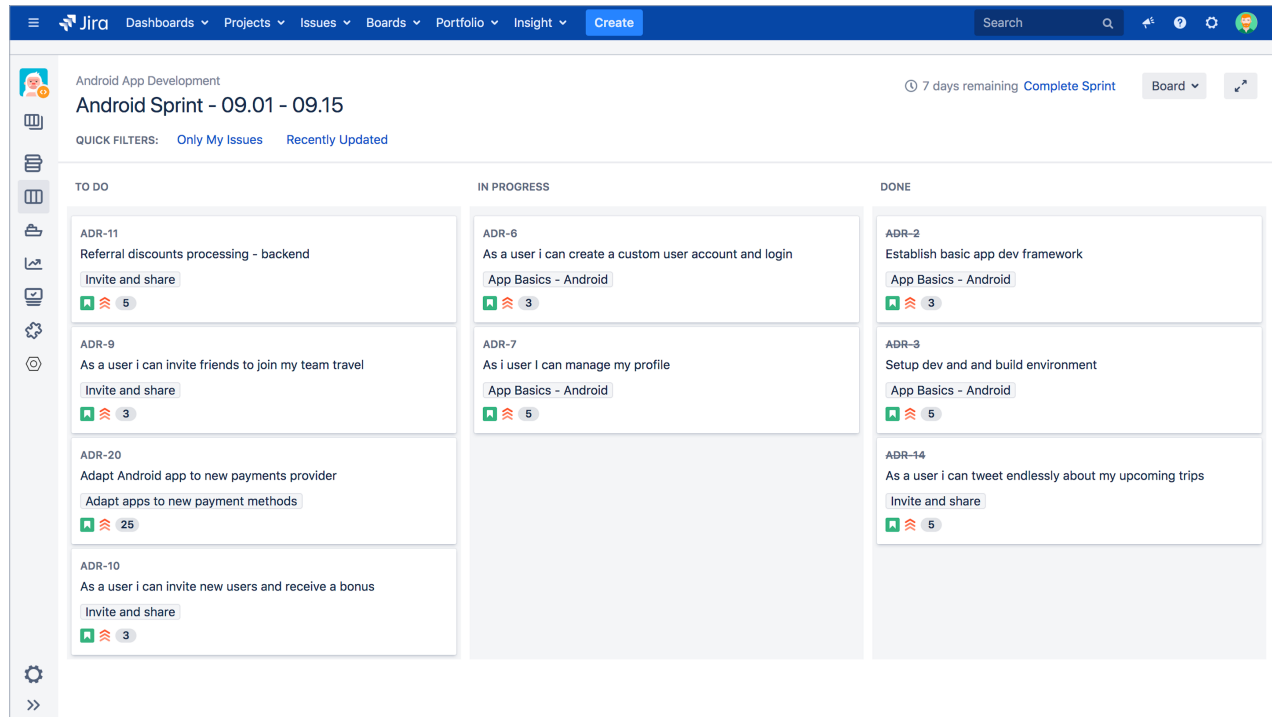 Jira Dashboards Projects Issues Boards Portfolio Insight Create Search
Android App Development
7 days remaining Complete Sprint Board
Android Sprint - 09.01 - 09.15
QUICK FILTERS: Only My Issues Recently Updated
TO DO
ADR-11
Referral discounts processing - backend
Invite and share
5
ADR-9
As a user i can invite friends to join my team travel
Invite and share
3
ADR-20
Adapt Android app to new payments provider
Adapt apps to new payment methods
25
ADR-10
As a user i can invite new users and receive a bonus
Invite and share
3
IN PROGRESS
ADR-6
As a user i can create a custom user account and login
App Basics - Android
3
ADR-7
As i user I can manage my profile
App Basics - Android
5
DONE
ADR-2
Establish basic app dev framework
App Basics - Android
3
ADR-3
Setup dev and and build environment
App Basics - Android
5
ADR-14
As a user i can tweet endlessly about my upcoming trips
Invite and share
5